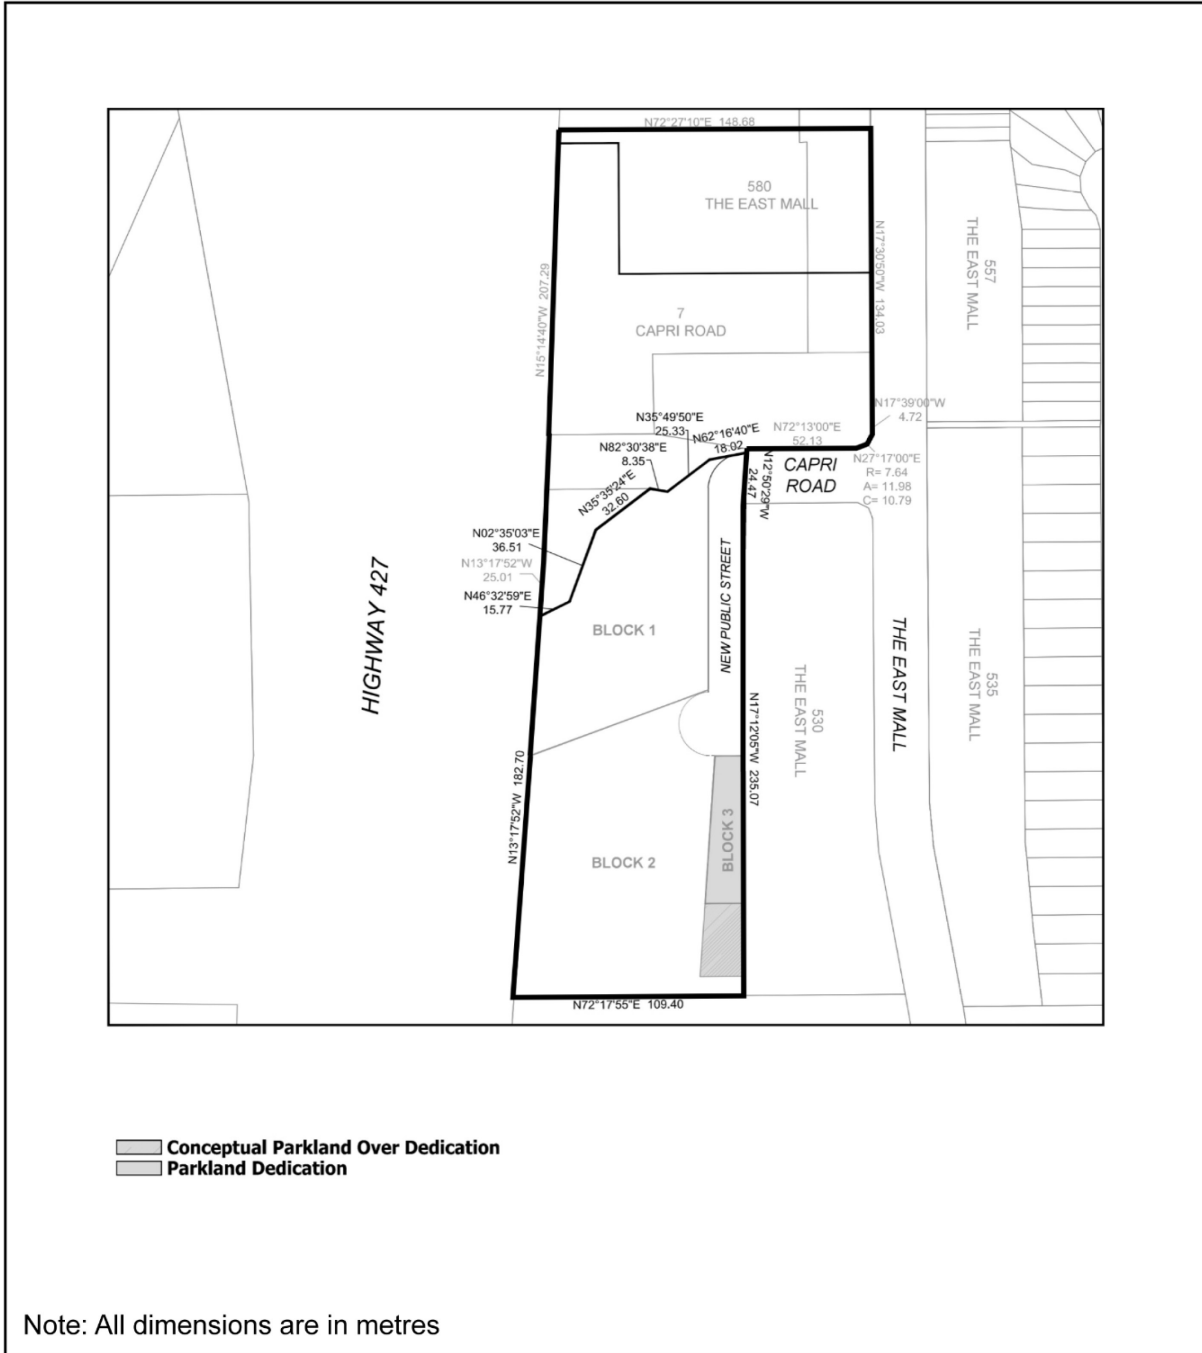 N72°27'10"E 148.68
580
THE EAST MALL
N17°30'50"W 134.03
557
THE EAST MALL
N15°14'40"W 207.29
7
CAPRI ROAD
N35°49'50"E
25.33
N62°16'40"E
18.02
N72°13'00"E
52.13
N17°39'00"W
4.72
N82°30'38"E
8.35
N12°50'29"W
24.47
CAPRI
ROAD
N27°17'00"E
R= 7.64
A= 11.98
C= 10.79
N35°35'24"E
32.60
N02°35'03"E
36.51
N13°17'52"W
25.01
N46°32'59"E
15.77
HIGHWAY 427
BLOCK 1
NEW PUBLIC STREET
530
THE EAST MALL
THE EAST MALL
535
THE EAST MALL
N17°12'05"W 235.07
N13°17'52"W 182.70
BLOCK 2
BLOCK 3
N72°17'55"E 109.40
Conceptual Parkland Over Dedication
Parkland Dedication
Note: All dimensions are in metres